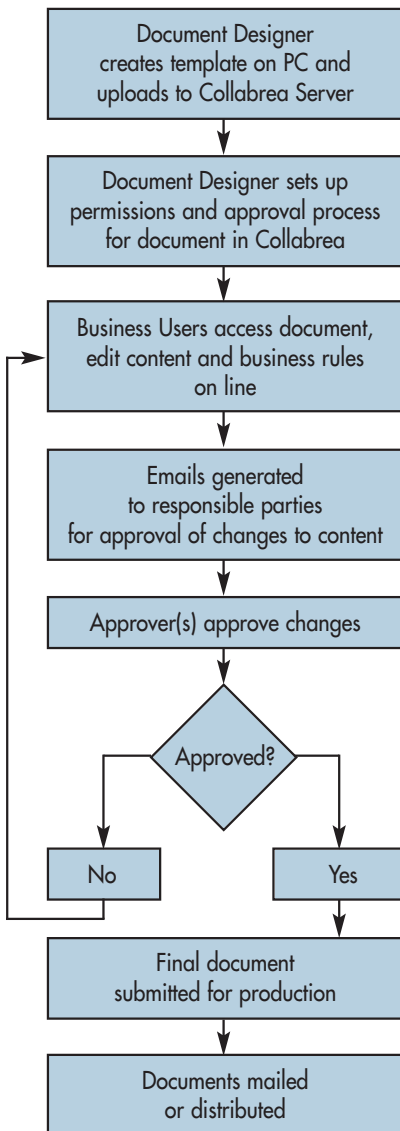 Document Designer
creates template on PC and
uploads to Collabrea Server
Document Designer sets up
permissions and approval process
for document in Collabrea
Business Users access document,
edit content and business rules
on line
Emails generated
to responsible parties
for approval of changes to content
Approver(s) approve changes
Approved?
No
Yes
Final document
submitted for production
Documents mailed
or distributed